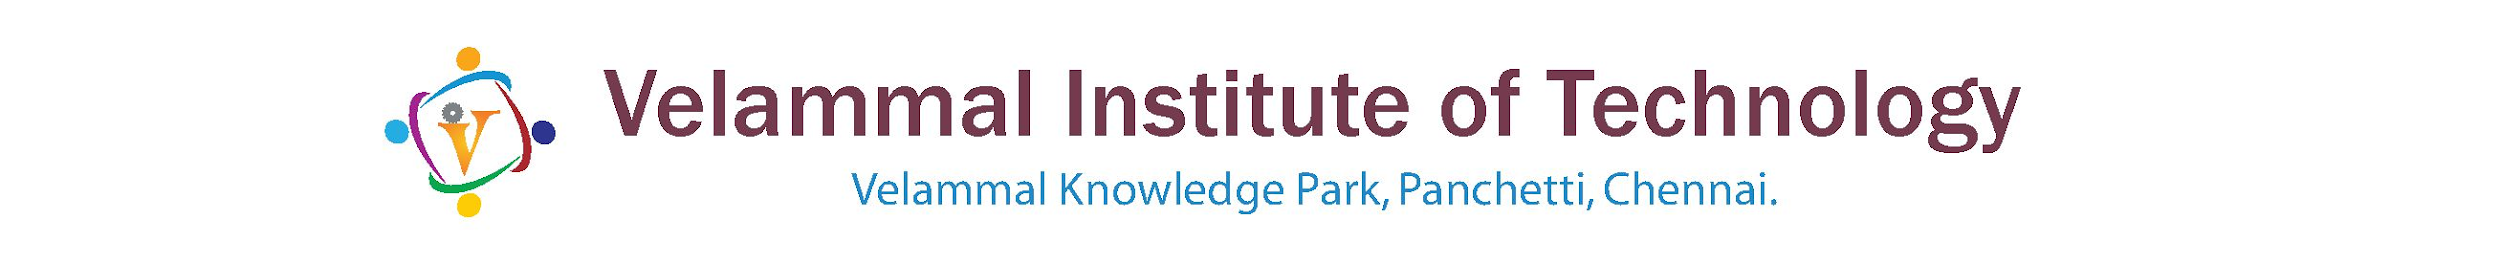 Velammal Institute of Technology
Velammal Knowledge Park, Panchetti, Chennai.